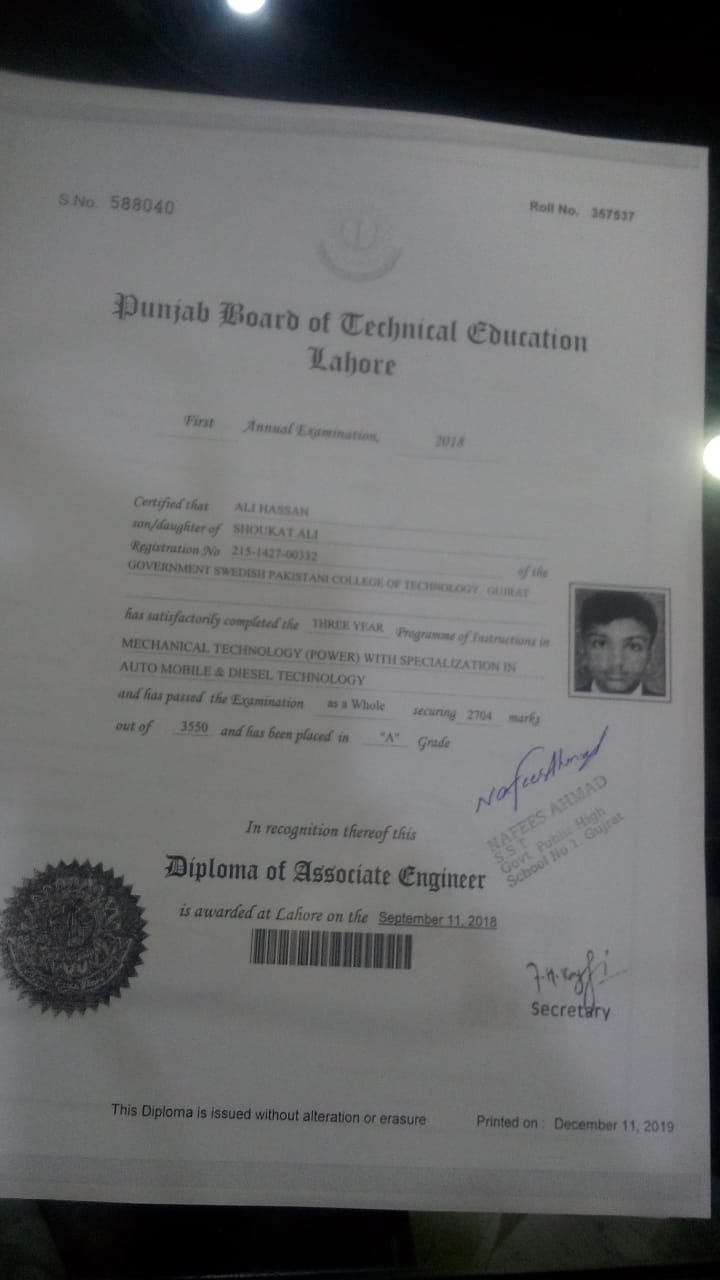 S.No. 588040
Roll No. 357537
Punjab Board of Technical Education
Lahore
First Annual Examination, 2018
Certified that ALI HASSAN
son/daughter of SHOUKAT ALI
Registration No 215-1427-00332 of the
GOVERNMENT SWEDISH PAKISTANI COLLEGE OF TECHNOLOGY, GUJRAT
has satisfactorily completed the THREE YEAR Programme of Instructions in
MECHANICAL TECHNOLOGY (POWER) WITH SPECIALIZATION IN
AUTO MOBILE & DIESEL TECHNOLOGY
and has passed the Examination as a Whole securing 2704 marks
out of 3550 and has been placed in "A" Grade
Nafees Ahmad
NAFEES AHMAD
S.S.T
Govt Public High
School No 1. Gujrat
In recognition thereof this
Diploma of Associate Engineer
is awarded at Lahore on the September 11, 2018
Secretary
This Diploma is issued without alteration or erasure
Printed on : December 11, 2019